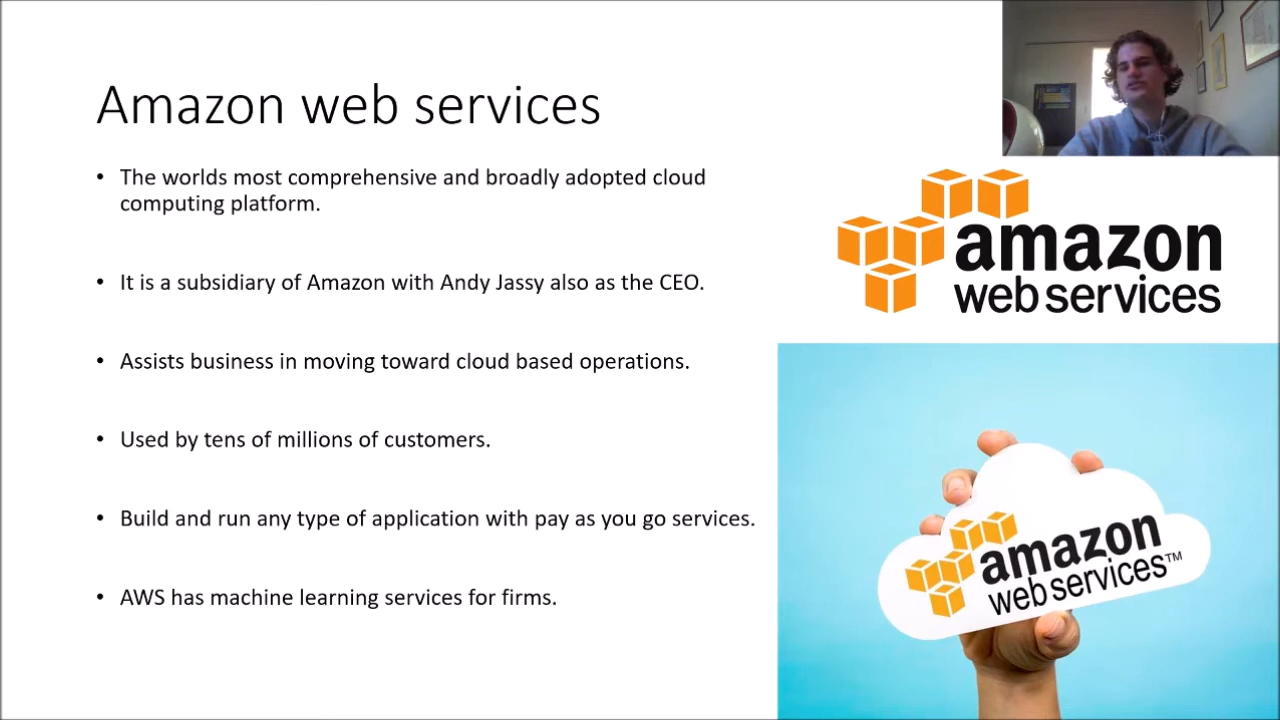 Amazon web services
• The worlds most comprehensive and broadly adopted cloud
computing platform.
• It is a subsidiary of Amazon with Andy Jassy also as the CEO.
• Assists business in moving toward cloud based operations.
• Used by tens of millions of customers.
• Build and run any type of application with pay as you go services.
• AWS has machine learning services for firms.
amazon
web services
amazon
web services™